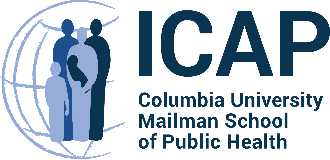 ICAP
Columbia University
Mailman School
of Public Health